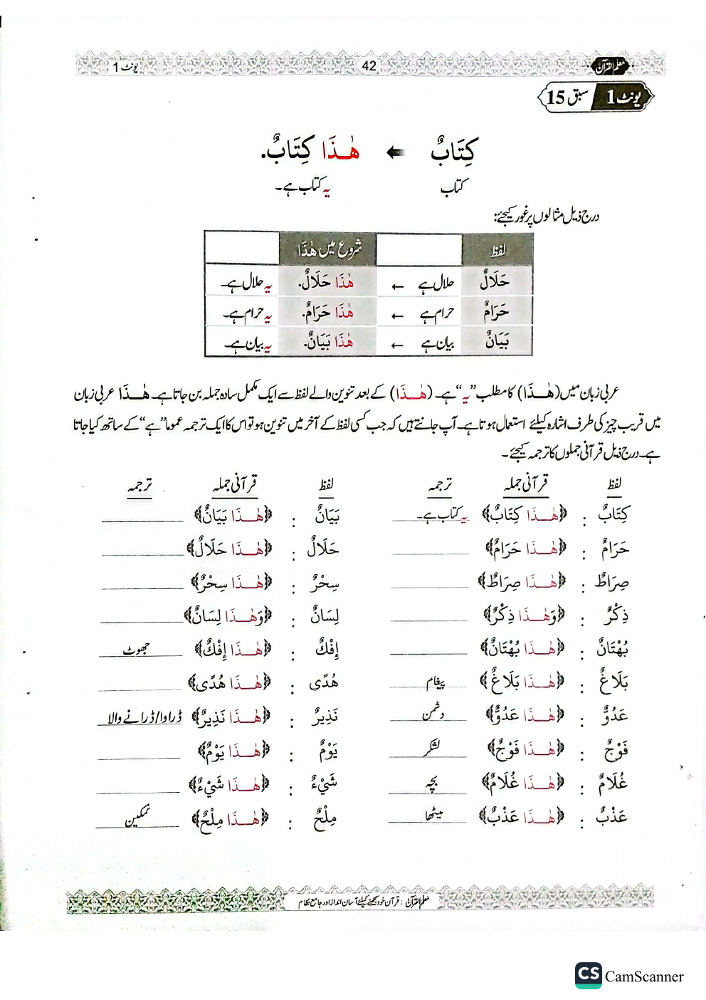 معلم القرآن 42 یونٹ 1
یونٹ 1 سبق 15
كِتَابٌ ← هٰـذَا كِتَابٌ.
کتاب یہ کتاب ہے۔
درج ذیل مثالوں پر غور کیجئے:
لفظ شروع میں هٰذَا
حَلَالٌ حلال ہے ← هٰذَا حَلَالٌ. یہ حلال ہے۔
حَرَامٌ حرام ہے ← هٰذَا حَرَامٌ. یہ حرام ہے۔
بَيَانٌ بیان ہے ← هٰذَا بَيَانٌ. یہ بیان ہے۔
عربی زبان میں (هٰـذَا) کا مطلب ”یہ“ ہے۔ (هٰـذَا) کے بعد تنوین والے لفظ سے ایک مکمل سادہ جملہ بن جاتا ہے۔ هٰـذَا عربی زبان
میں قریب چیز کی طرف اشارہ کیلئے استعمال ہوتا ہے۔ آپ جانتے ہیں کہ جب کسی لفظ کے آخر میں تنوین ہو تو اس کا ایک ترجمہ عموما ”ہے“ کے ساتھ کیا جاتا
ہے۔ درج ذیل قرآنی جملوں کا ترجمہ کیجئے۔
لفظ قرآنی جملہ ترجمہ لفظ قرآنی جملہ ترجمہ
كِتَابٌ : ﴿هٰـذَا كِتَابٌ﴾ یہ کتاب ہے۔ بَيَانٌ : ﴿هٰـذَا بَيَانٌ﴾
حَرَامٌ : ﴿هٰـذَا حَرَامٌ﴾ حَلَالٌ : ﴿هٰـذَا حَلَالٌ﴾
صِرَاطٌ : ﴿هٰـذَا صِرَاطٌ﴾ سِحْرٌ : ﴿هٰـذَا سِحْرٌ﴾
ذِكْرٌ : ﴿وَهٰـذَا ذِكْرٌ﴾ لِسَانٌ : ﴿وَهٰـذَا لِسَانٌ﴾
بُهْتَانٌ : ﴿هٰـذَا بُهْتَانٌ﴾ إِفْكٌ : ﴿هٰـذَا إِفْكٌ﴾ جھوٹ
بَلَاغٌ : ﴿هٰـذَا بَلَاغٌ﴾ پیغام هُدًى : ﴿هٰـذَا هُدًى﴾
عَدُوٌّ : ﴿هٰـذَا عَدُوٌّ﴾ دشمن نَذِيرٌ : ﴿هٰـذَا نَذِيرٌ﴾ ڈراوا/ڈرانے والا
فَوْجٌ : ﴿هٰـذَا فَوْجٌ﴾ لشکر يَوْمٌ : ﴿هٰـذَا يَوْمٌ﴾
غُلَامٌ : ﴿هٰـذَا غُلَامٌ﴾ بچہ شَيْءٌ : ﴿هٰـذَا شَيْءٌ﴾
عَذْبٌ : ﴿هٰـذَا عَذْبٌ﴾ میٹھا مِلْحٌ : ﴿هٰـذَا مِلْحٌ﴾ نمکین
معلم القرآن : قرآن خود سمجھنے کیلئے آسان انداز اور جامع نظام
CS CamScanner